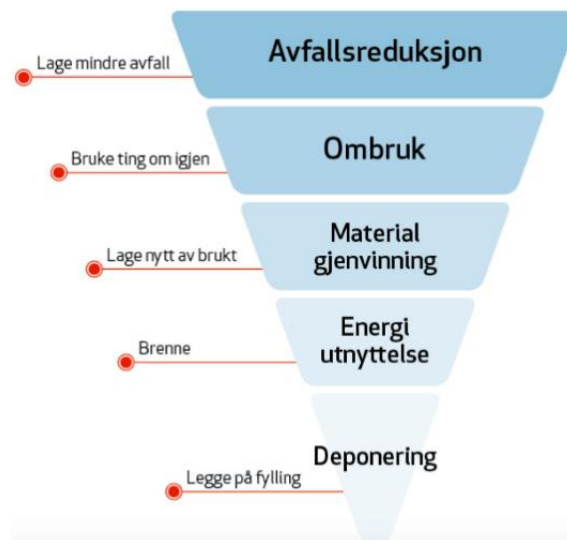 Avfallsreduksjon
Lage mindre avfall
Ombruk
Bruke ting om igjen
Material
gjenvinning
Lage nytt av brukt
Energi
utnyttelse
Brenne
Deponering
Legge på fylling